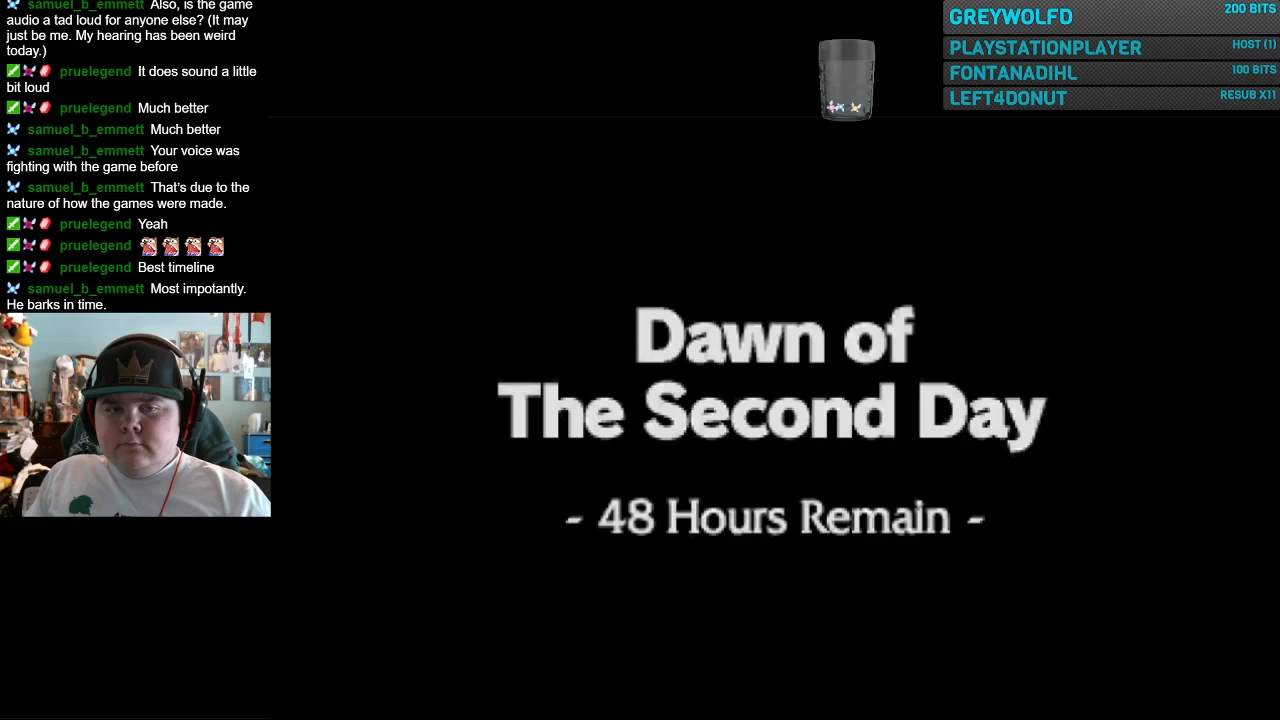 samuel_b_emmett Also, is the game
audio a tad loud for anyone else? (It may
just be me. My hearing has been weird
today.)
pruelegend It does sound a little
bit loud
pruelegend Much better
samuel_b_emmett Much better
samuel_b_emmett Your voice was
fighting with the game before
samuel_b_emmett That's due to the
nature of how the games were made.
pruelegend Yeah
pruelegend
pruelegend Best timeline
samuel_b_emmett Most impotantly.
He barks in time.
GREYWOLFD 200 BITS
PLAYSTATIONPLAYER HOST (1)
FONTANADIHL 100 BITS
LEFT4DONUT RESUB X11
Dawn of
The Second Day
- 48 Hours Remain -